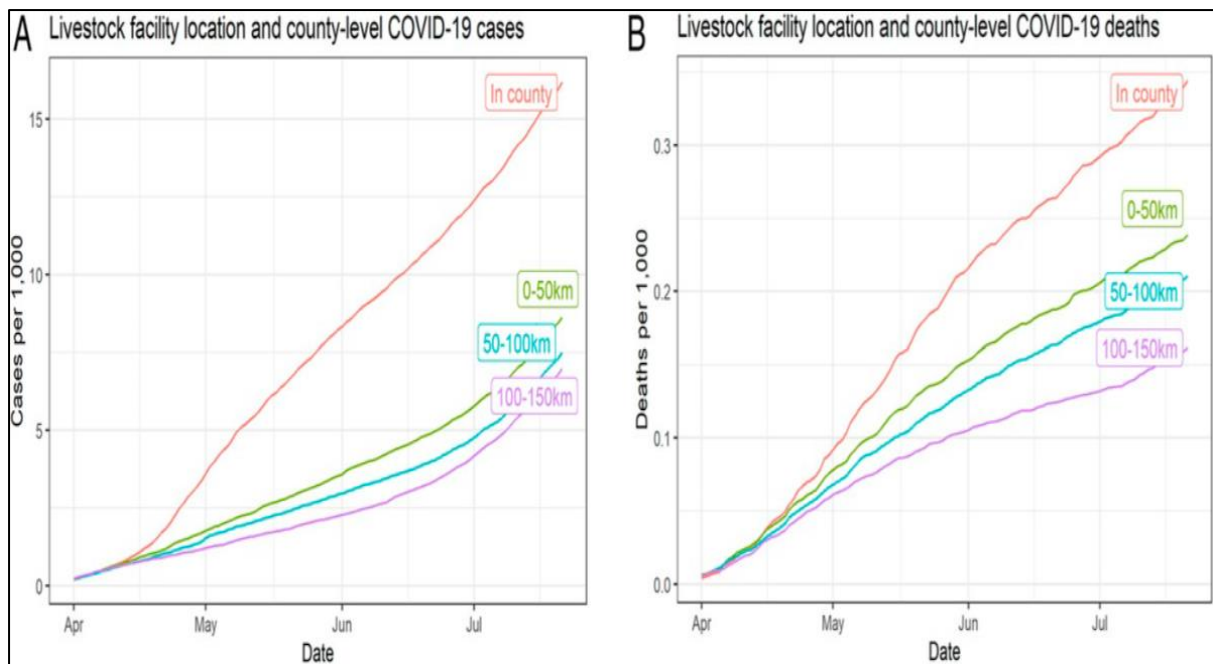 A Livestock facility location and county-level COVID-19 cases
Cases per 1,000
15
10
5
0
In county
0-50km
50-100km
100-150km
Apr May Jun Jul
Date
B Livestock facility location and county-level COVID-19 deaths
Deaths per 1,000
0.3
0.2
0.1
0.0
In county
0-50km
50-100km
100-150km
Apr May Jun Jul
Date